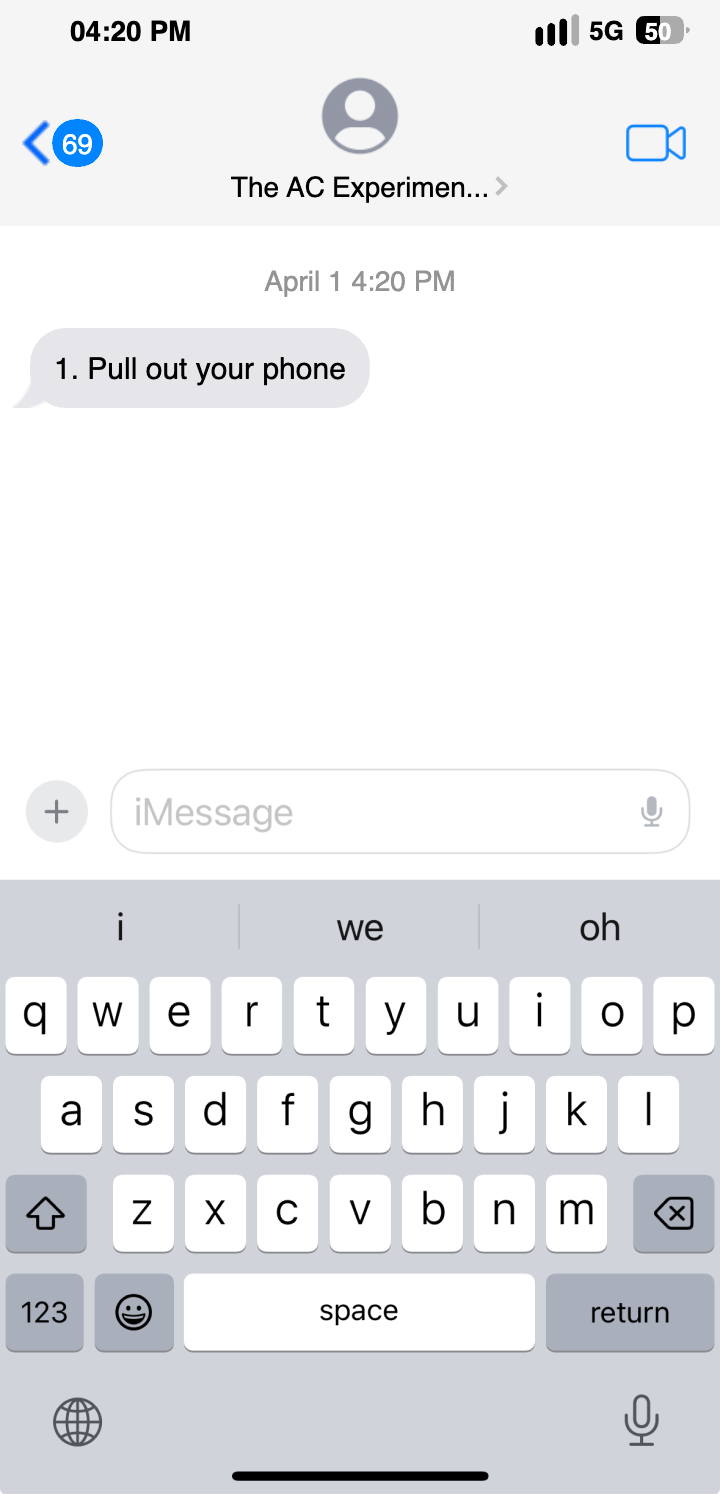 04:20 PM 5G 50
69
The AC Experimen...
April 1 4:20 PM
1. Pull out your phone
iMessage
i we oh
q w e r t y u i o p
a s d f g h j k l
z x c v b n m
123 space return